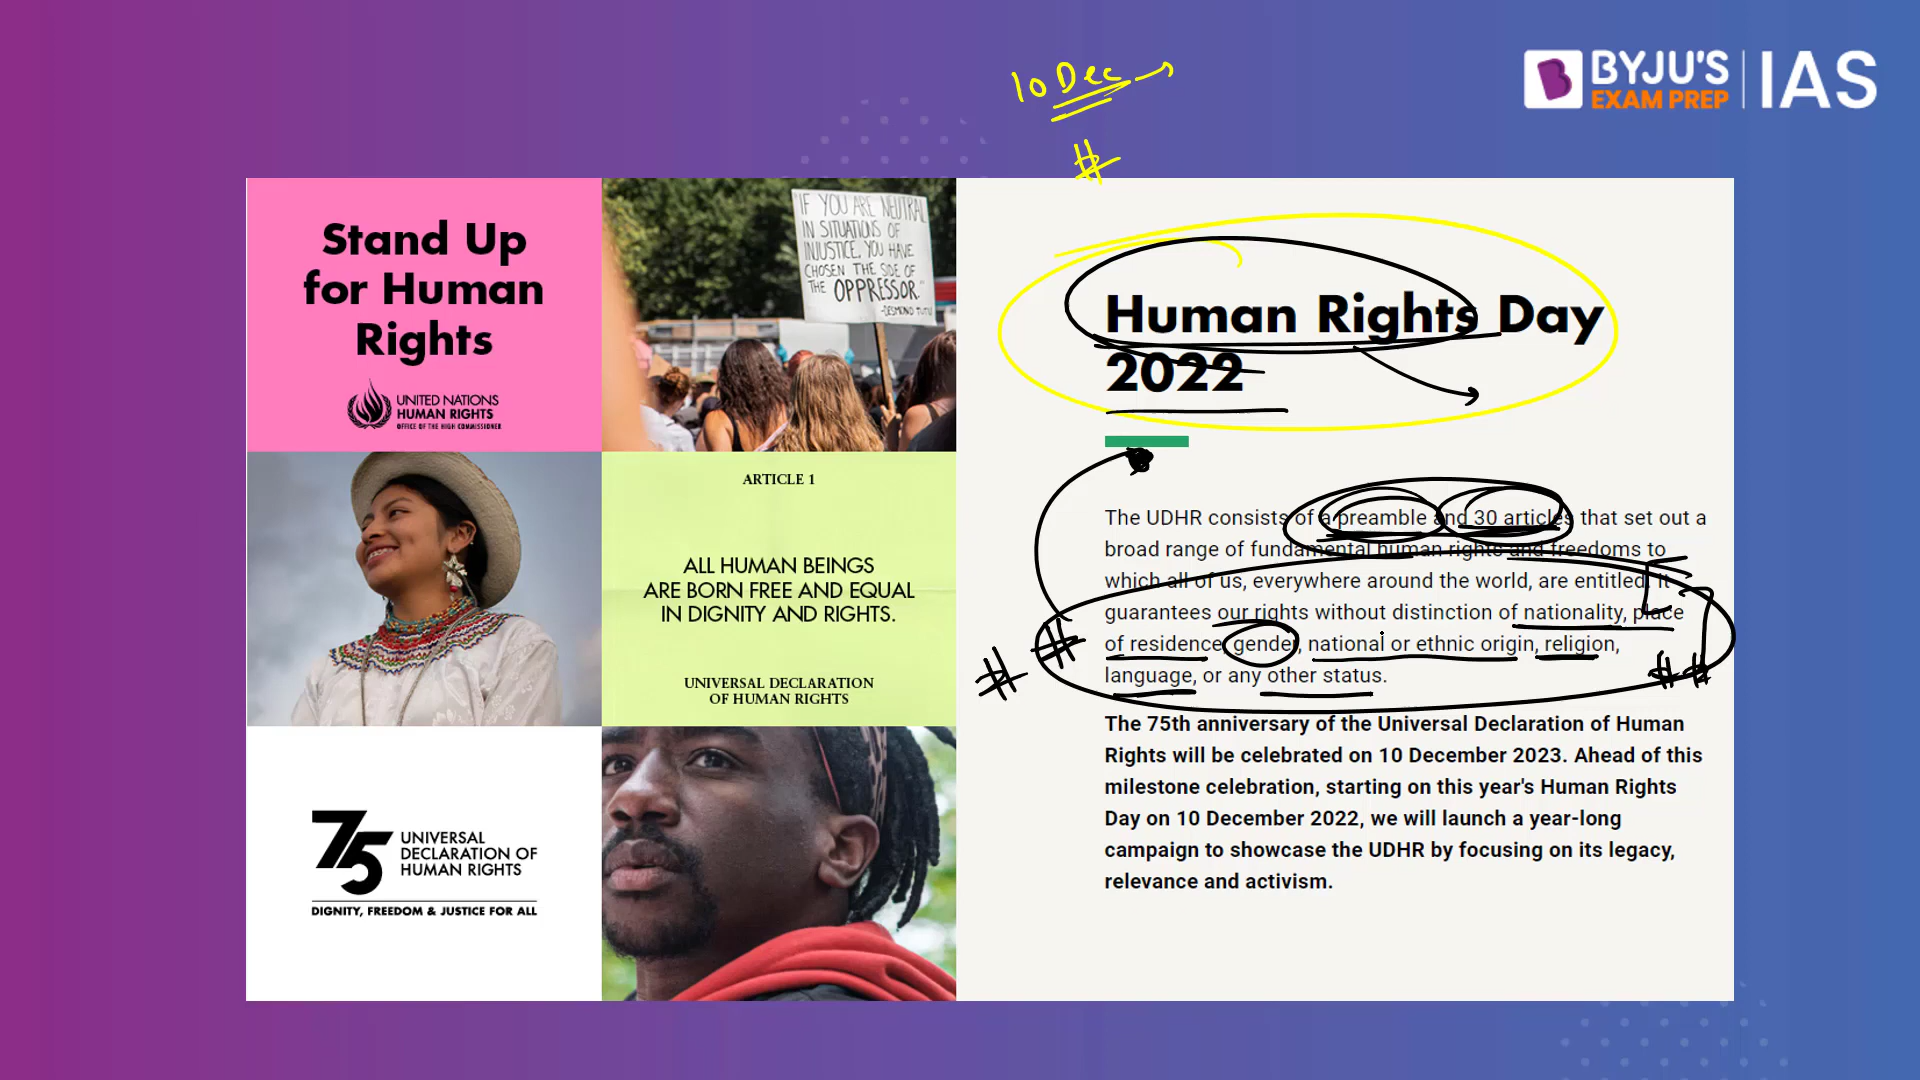 10 Dec
#
BYJU'S
EXAM PREP
IAS
Stand Up
for Human
Rights
UNITED NATIONS
HUMAN RIGHTS
OFFICE OF THE HIGH COMMISSIONER
"IF YOU ARE NEUTRAL
IN SITUATIONS OF
INJUSTICE, YOU HAVE
CHOSEN THE SIDE OF
THE OPPRESSOR."
-DESMOND TUTU
ARTICLE 1
ALL HUMAN BEINGS
ARE BORN FREE AND EQUAL
IN DIGNITY AND RIGHTS.
UNIVERSAL DECLARATION
OF HUMAN RIGHTS
75
UNIVERSAL
DECLARATION OF
HUMAN RIGHTS
DIGNITY, FREEDOM & JUSTICE FOR ALL
Human Rights Day
2022
The UDHR consists of a preamble and 30 articles that set out a
broad range of fundamental human rights and freedoms to
which all of us, everywhere around the world, are entitled. It
guarantees our rights without distinction of nationality, place
of residence, gender, national or ethnic origin, religion,
language, or any other status.
# #
# #
The 75th anniversary of the Universal Declaration of Human
Rights will be celebrated on 10 December 2023. Ahead of this
milestone celebration, starting on this year's Human Rights
Day on 10 December 2022, we will launch a year-long
campaign to showcase the UDHR by focusing on its legacy,
relevance and activism.